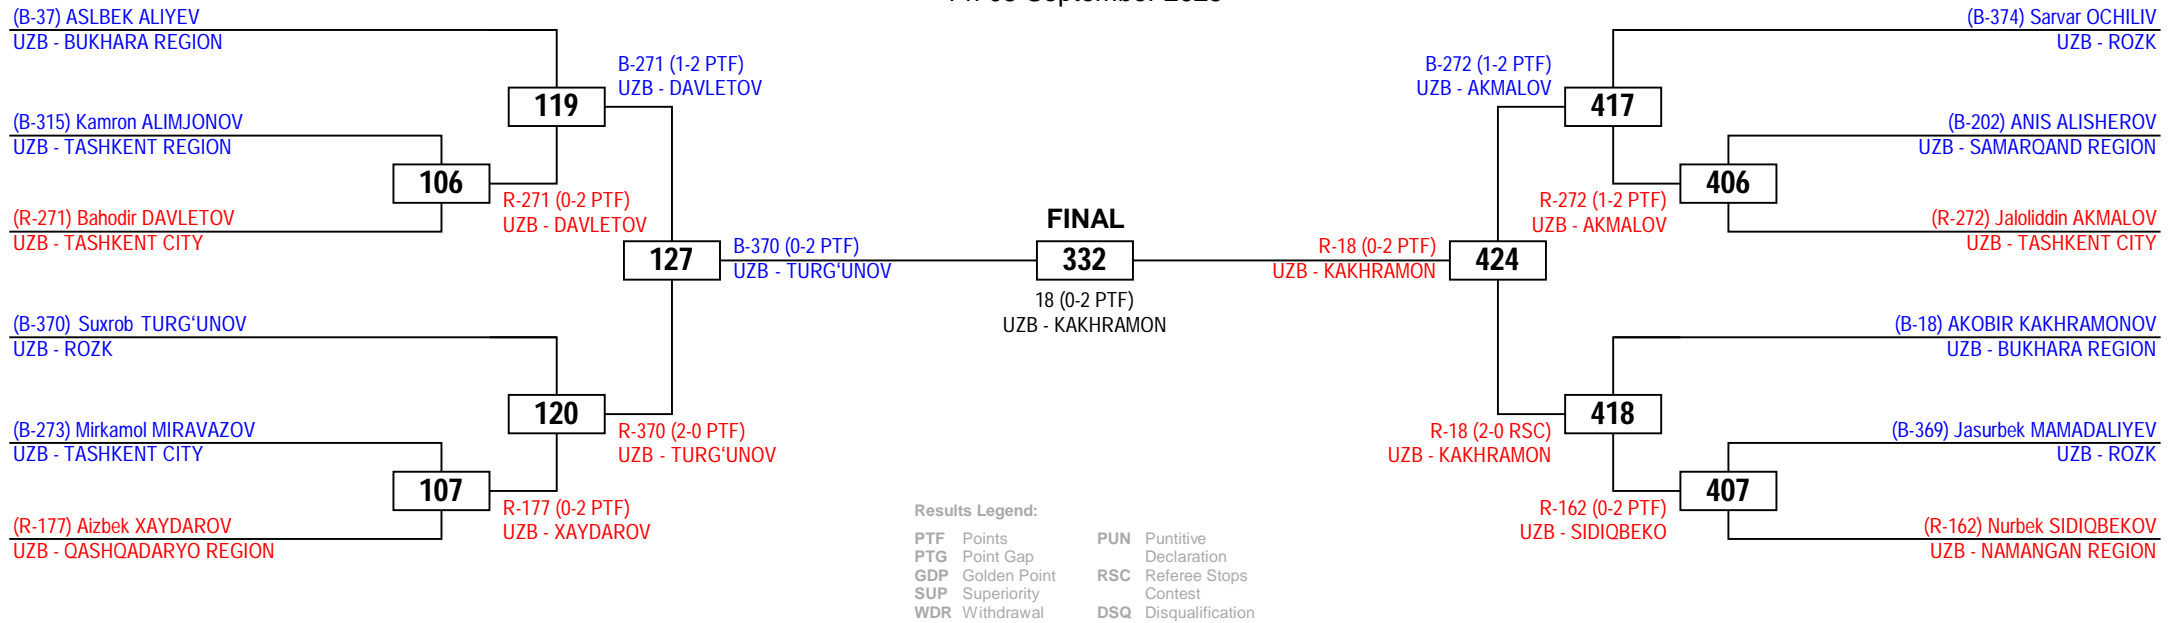 (B-37) ASLBEK ALIYEV
UZB - BUKHARA REGION
(B-315) Kamron ALIMJONOV
UZB - TASHKENT REGION
(R-271) Bahodir DAVLETOV
UZB - TASHKENT CITY
(B-370) Suxrob TURG‘UNOV
UZB - ROZK
(B-273) Mirkamol MIRAVAZOV
UZB - TASHKENT CITY
(R-177) Aizbek XAYDAROV
UZB - QASHQADARYO REGION
106
R-271 (0-2 PTF)
UZB - DAVLETOV
107
R-177 (0-2 PTF)
UZB - XAYDAROV
119
B-271 (1-2 PTF)
UZB - DAVLETOV
120
R-370 (2-0 PTF)
UZB - TURG‘UNOV
127
B-370 (0-2 PTF)
UZB - TURG‘UNOV
FINAL
332
18 (0-2 PTF)
UZB - KAKHRAMON
R-18 (0-2 PTF)
UZB - KAKHRAMON
424
B-272 (1-2 PTF)
UZB - AKMALOV
417
R-18 (2-0 RSC)
UZB - KAKHRAMON
418
R-272 (1-2 PTF)
UZB - AKMALOV
406
R-162 (0-2 PTF)
UZB - SIDIQBEKO
407
(B-374) Sarvar OCHILIV
UZB - ROZK
(B-202) ANIS ALISHEROV
UZB - SAMARQAND REGION
(R-272) Jaloliddin AKMALOV
UZB - TASHKENT CITY
(B-18) AKOBIR KAKHRAMONOV
UZB - BUKHARA REGION
(B-369) Jasurbek MAMADALIYEV
UZB - ROZK
(R-162) Nurbek SIDIQBEKOV
UZB - NAMANGAN REGION
Results Legend:
PTF Points
PTG Point Gap
GDP Golden Point
SUP Superiority
WDR Withdrawal
PUN Puntitive
Declaration
RSC Referee Stops
Contest
DSQ Disqualification